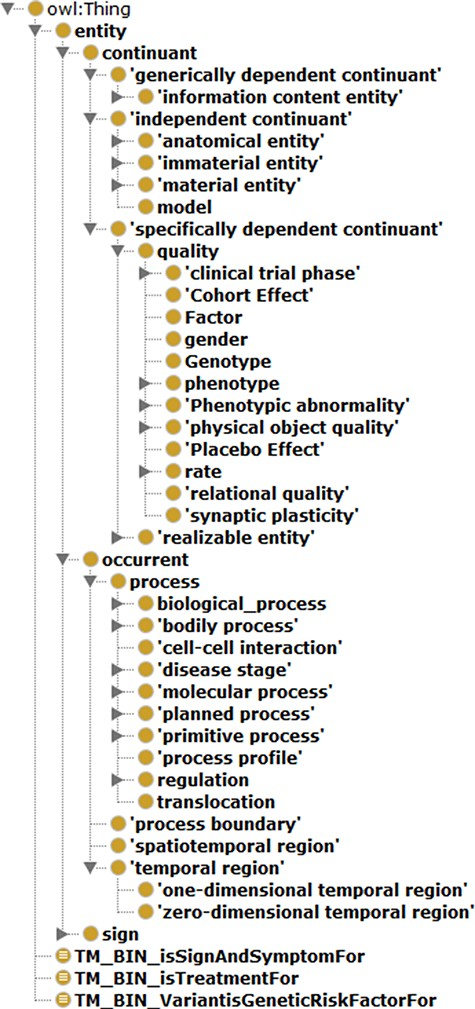 owl:Thing
entity
continuant
'generically dependent continuant'
'information content entity'
'independent continuant'
'anatomical entity'
'immaterial entity'
'material entity'
model
'specifically dependent continuant'
quality
'clinical trial phase'
'Cohort Effect'
Factor
gender
Genotype
phenotype
'Phenotypic abnormality'
'physical object quality'
'Placebo Effect'
rate
'relational quality'
'synaptic plasticity'
'realizable entity'
occurrent
process
biological_process
'bodily process'
'cell-cell interaction'
'disease stage'
'molecular process'
'planned process'
'primitive process'
'process profile'
regulation
translocation
'process boundary'
'spatiotemporal region'
'temporal region'
'one-dimensional temporal region'
'zero-dimensional temporal region'
sign
TM_BIN_isSignAndSymptomFor
TM_BIN_isTreatmentFor
TM_BIN_VariantisGeneticRiskFactorFor